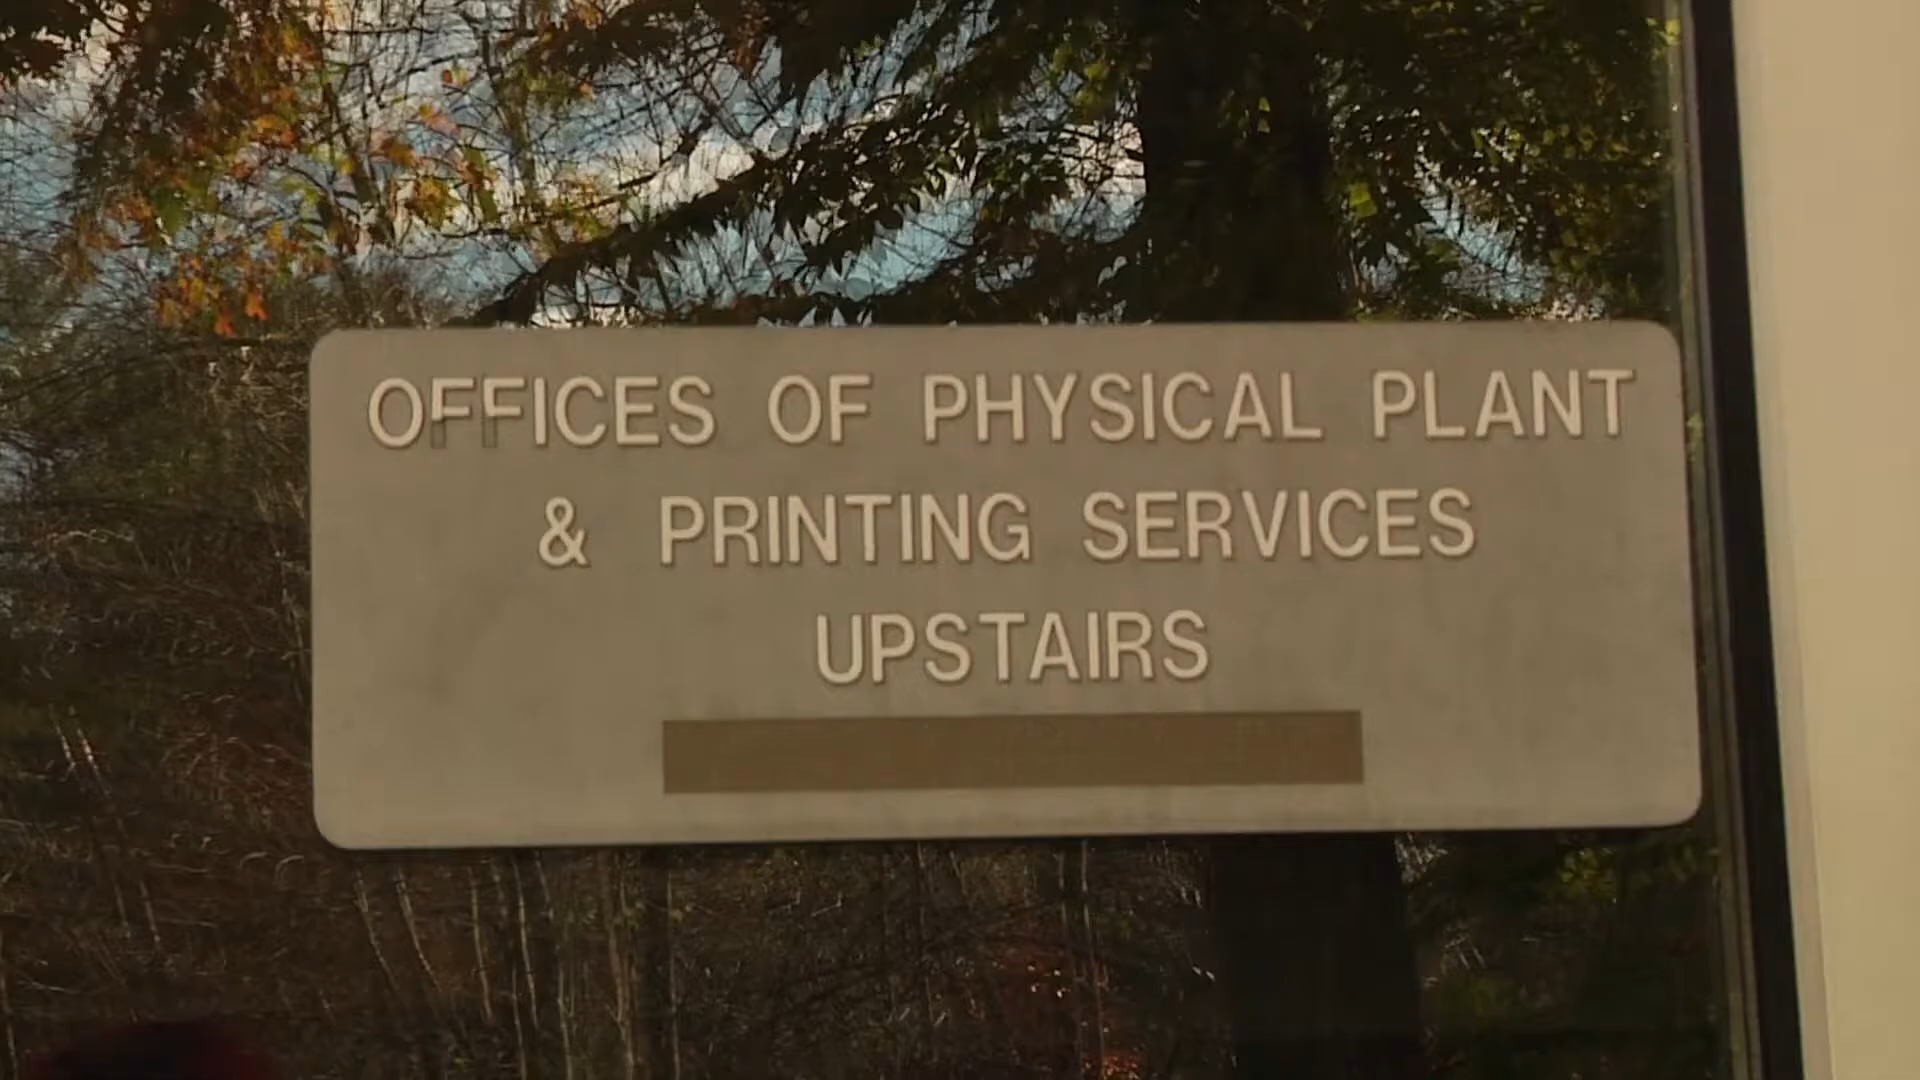 OFFICES OF PHYSICAL PLANT
& PRINTING SERVICES
UPSTAIRS